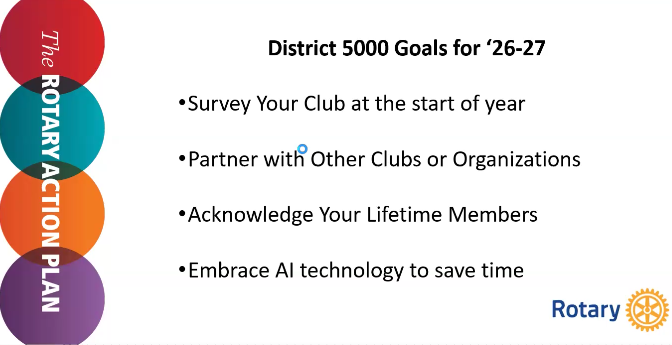 The ROTARY ACTION PLAN
District 5000 Goals for ‘26-27
•Survey Your Club at the start of year
•Partner with Other Clubs or Organizations
•Acknowledge Your Lifetime Members
•Embrace AI technology to save time
Rotary